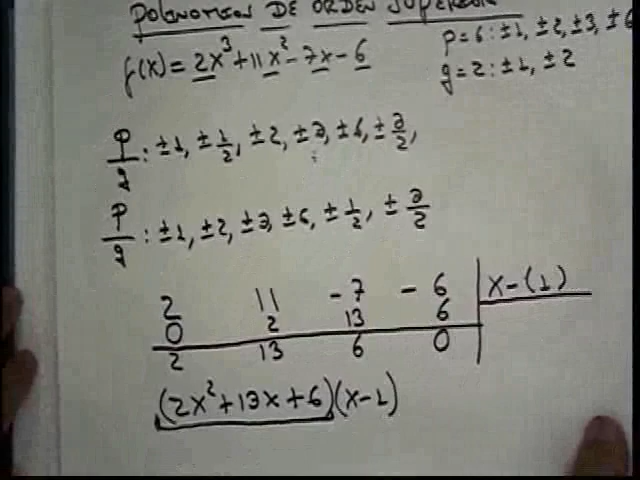 POLINOMIOS DE ORDEN SUPERIOR
f(x) = 2x³ + 11x² - 7x - 6
p = 6 : ±1, ±2, ±3, ±6
q = 2 : ±1, ±2
p/q : ±1, ±1/2, ±2, ±3, ±6, ±3/2,
p/q : ±1, ±2, ±3, ±6, ±1/2, ±3/2
2 11 -7 -6 x-(1)
0 2 13 6
2 13 6 0
(2x² + 13x + 6)(x-1)